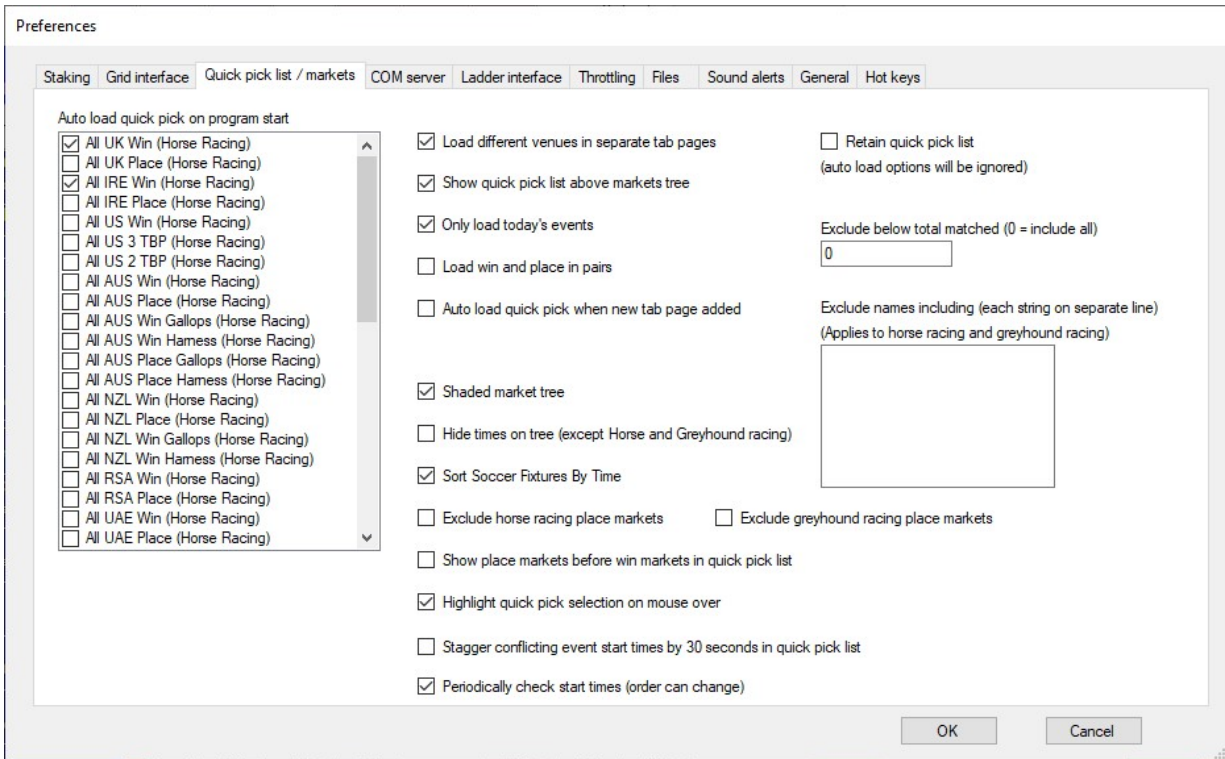 Preferences
Staking Grid interface Quick pick list / markets COM server Ladder interface Throttling Files Sound alerts General Hot keys
Auto load quick pick on program start
All UK Win (Horse Racing)
All UK Place (Horse Racing)
All IRE Win (Horse Racing)
All IRE Place (Horse Racing)
All US Win (Horse Racing)
All US 3 TBP (Horse Racing)
All US 2 TBP (Horse Racing)
All AUS Win (Horse Racing)
All AUS Place (Horse Racing)
All AUS Win Gallops (Horse Racing)
All AUS Win Harness (Horse Racing)
All AUS Place Gallops (Horse Racing)
All AUS Place Harness (Horse Racing)
All NZL Win (Horse Racing)
All NZL Place (Horse Racing)
All NZL Win Gallops (Horse Racing)
All NZL Win Harness (Horse Racing)
All RSA Win (Horse Racing)
All RSA Place (Horse Racing)
All UAE Win (Horse Racing)
All UAE Place (Horse Racing)
Load different venues in separate tab pages
Show quick pick list above markets tree
Only load today's events
Load win and place in pairs
Auto load quick pick when new tab page added
Shaded market tree
Hide times on tree (except Horse and Greyhound racing)
Sort Soccer Fixtures By Time
Exclude horse racing place markets
Exclude greyhound racing place markets
Show place markets before win markets in quick pick list
Highlight quick pick selection on mouse over
Stagger conflicting event start times by 30 seconds in quick pick list
Periodically check start times (order can change)
Retain quick pick list
(auto load options will be ignored)
Exclude below total matched (0 = include all)
0
Exclude names including (each string on separate line)
(Applies to horse racing and greyhound racing)
OK Cancel